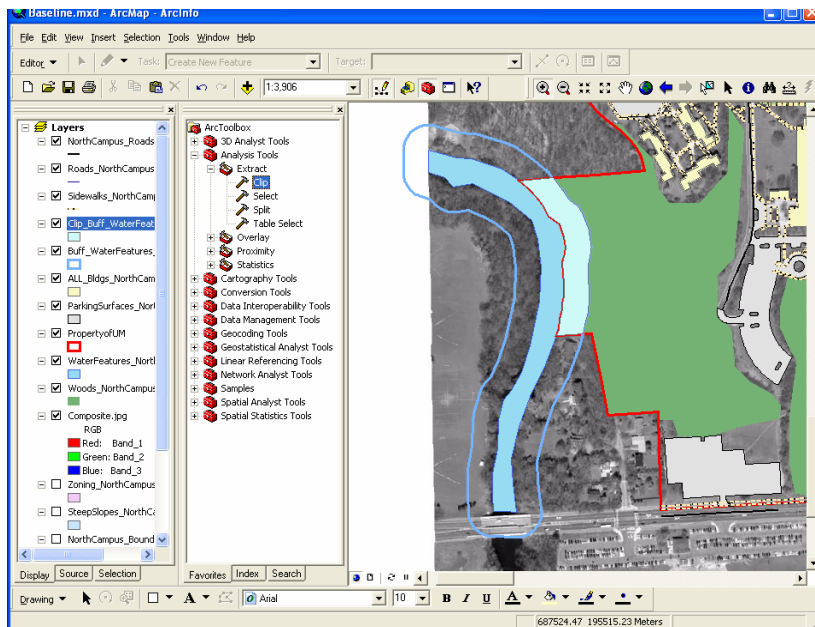 Baseline.mxd - ArcMap - ArcInfo
File Edit View Insert Selection Tools Window Help
Editor Task: Create New Feature Target:
1:3,906
Layers
NorthCampus_Roads
Roads_NorthCampus
Sidewalks_NorthCam
Clip_Buff_WaterFeat
Buff_WaterFeatures_
ALL_Bldgs_NorthCam
ParkingSurfaces_Nor
PropertyofUM
WaterFeatures_North
Woods_NorthCampus
Composite.jpg
RGB
Red: Band_1
Green: Band_2
Blue: Band_3
Zoning_NorthCampus
SteepSlopes_NorthCa
NorthCampus_Bound
Display Source Selection
ArcToolbox
3D Analyst Tools
Analysis Tools
Extract
Clip
Select
Split
Table Select
Overlay
Proximity
Statistics
Cartography Tools
Conversion Tools
Data Interoperability Tools
Data Management Tools
Geocoding Tools
Geostatistical Analyst Tools
Linear Referencing Tools
Network Analyst Tools
Samples
Spatial Analyst Tools
Spatial Statistics Tools
Favorites Index Search
Drawing A Arial 10 B I U A
687524.47 195515.23 Meters